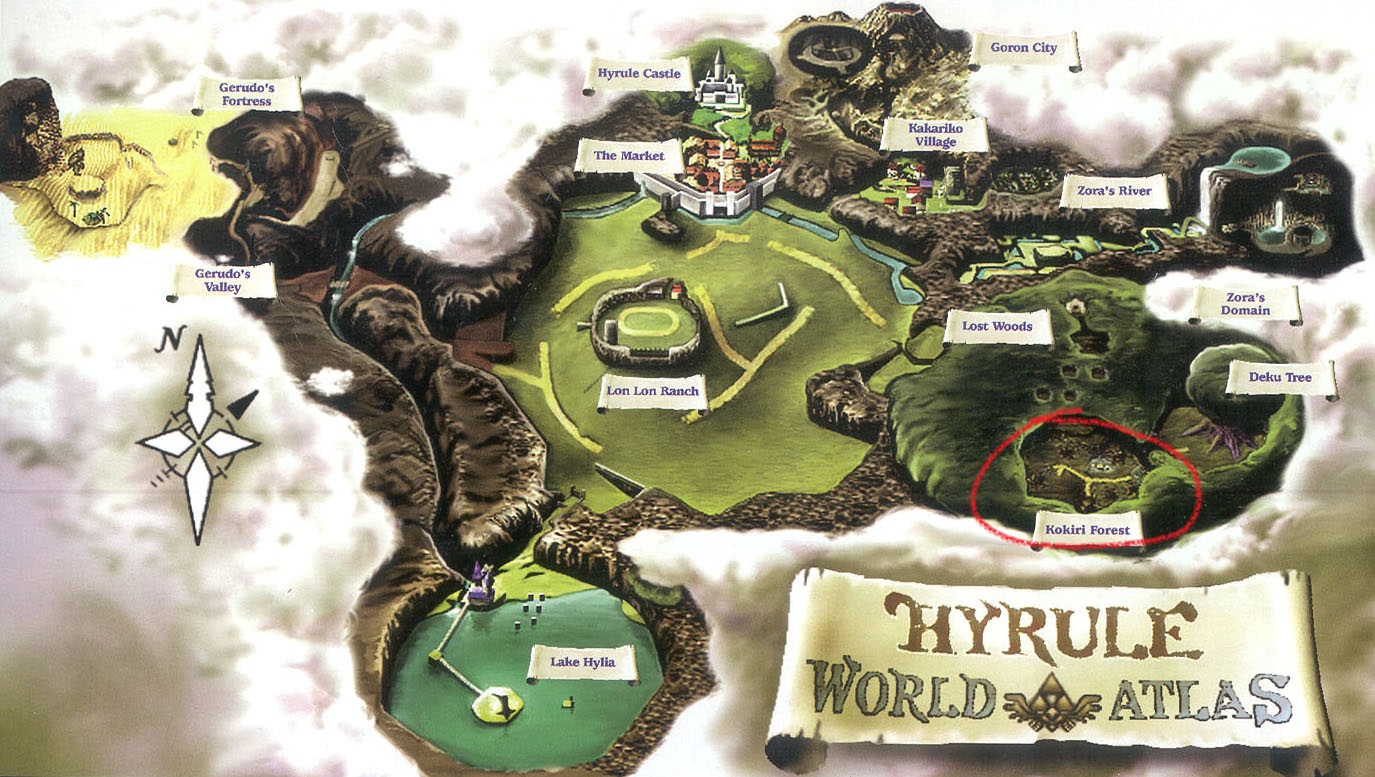 Goron City
Hyrule Castle
Gerudo's
Fortress
Kakariko
Village
The Market
Zora's River
Gerudo's
Valley
Zora's
Domain
Lost Woods
N
Deku Tree
Lon Lon Ranch
Kokiri Forest
HYRULE
WORLD ATLAS
Lake Hylia